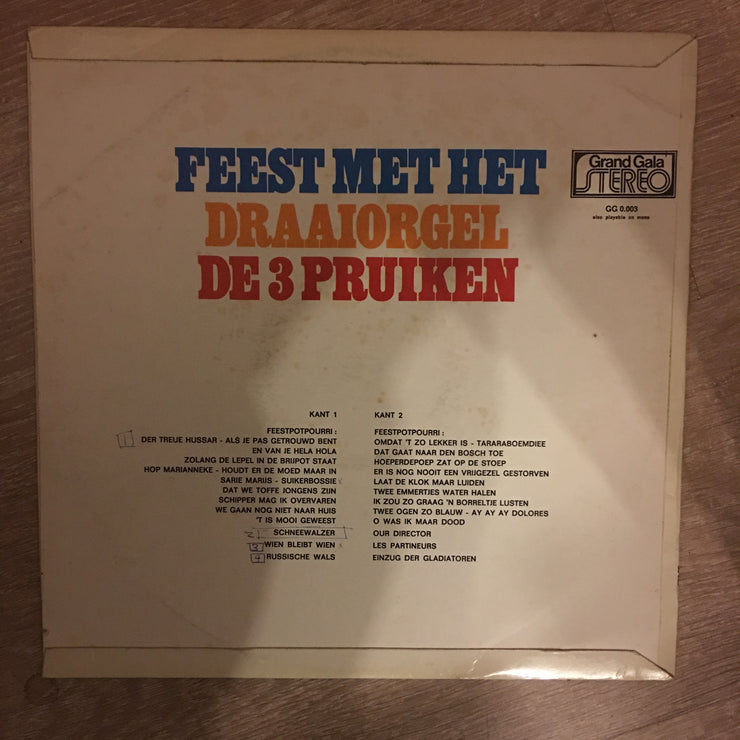 FEEST MET HET
DRAAIORGEL
DE 3 PRUIKEN
Grand Gala
STEREO
GG 0.003
also playable on mono
KANT 1
FEESTPOTPOURRI :
1 DER TREUE HUSSAR - ALS JE PAS GETROUWD BENT
EN VAN JE HELA HOLA
ZOLANG DE LEPEL IN DE BRIJPOT STAAT
HOP MARIANNEKE - HOUDT ER DE MOED MAAR IN
SARIE MARIJS - SUIKERBOSSIE x
DAT WE TOFFE JONGENS ZIJN
SCHIPPER MAG IK OVERVAREN
WE GAAN NOG NIET NAAR HUIS
'T IS MOOI GEWEEST
2 SCHNEEWALZER
3 WIEN BLEIBT WIEN x
4 RUSSISCHE WALS
KANT 2
FEESTPOTPOURRI :
OMDAT 'T ZO LEKKER IS - TARARABOEMDIEE
DAT GAAT NAAR DEN BOSCH TOE
HOEPERDEPOEP ZAT OP DE STOEP
ER IS NOG NOOIT EEN VRIJGEZEL GESTORVEN
LAAT DE KLOK MAAR LUIDEN
TWEE EMMERTJES WATER HALEN
IK ZOU ZO GRAAG 'N BORRELTJE LUSTEN
TWEE OGEN ZO BLAUW - AY AY AY DOLORES
O WAS IK MAAR DOOD
OUR DIRECTOR
LES PARTINEURS
EINZUG DER GLADIATOREN